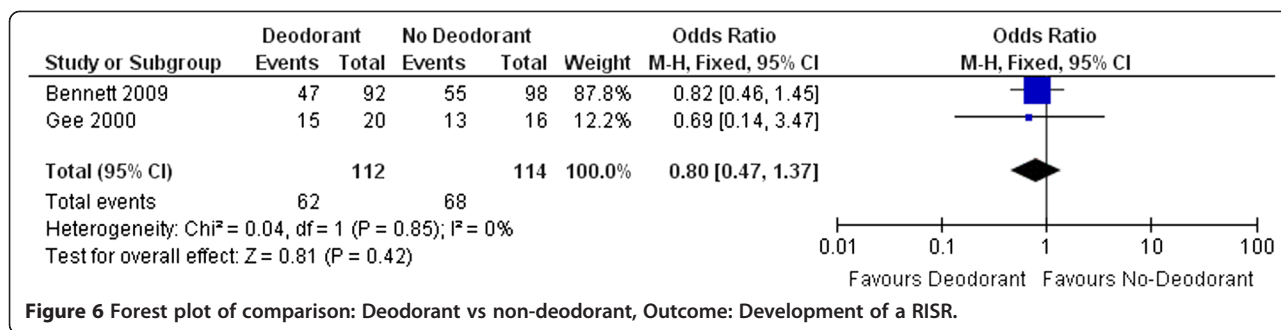 Deodorant No Deodorant Odds Ratio Odds Ratio
Study or Subgroup Events Total Events Total Weight M-H, Fixed, 95% CI M-H, Fixed, 95% CI
Bennett 2009 47 92 55 98 87.8% 0.82 [0.46, 1.45]
Gee 2000 15 20 13 16 12.2% 0.69 [0.14, 3.47]
Total (95% CI) 112 114 100.0% 0.80 [0.47, 1.37]
Total events 62 68
Heterogeneity: Chi² = 0.04, df = 1 (P = 0.85); I² = 0%
Test for overall effect: Z = 0.81 (P = 0.42)
0.01 0.1 1 10 100
Favours Deodorant Favours No-Deodorant
Figure 6 Forest plot of comparison: Deodorant vs non-deodorant, Outcome: Development of a RISR.